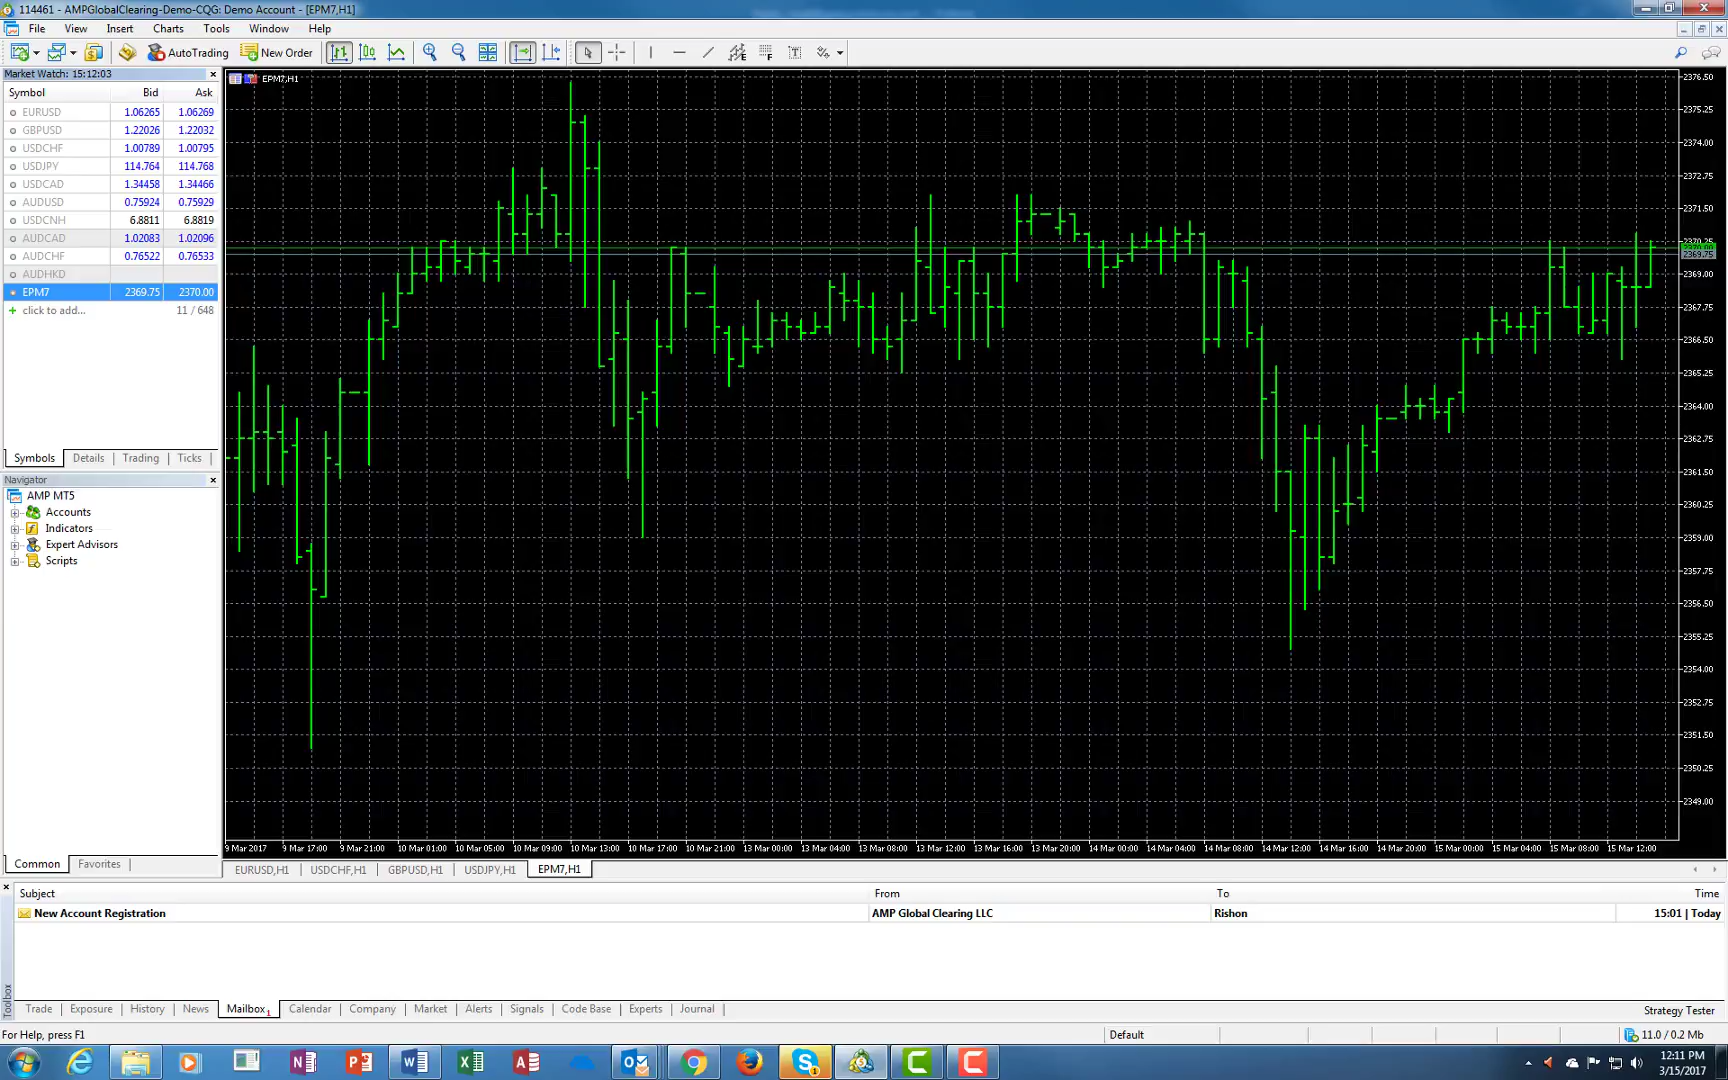 114461 - AMPGlobalClearing-Demo-CQG: Demo Account - [EPM7,H1]
File View Insert Charts Tools Window Help
AutoTrading New Order
Market Watch: 15:12:03
Symbol Bid Ask
EURUSD 1.06265 1.06269
GBPUSD 1.22026 1.22032
USDCHF 1.00789 1.00795
USDJPY 114.764 114.768
USDCAD 1.34458 1.34466
AUDUSD 0.75924 0.75929
USDCNH 6.8811 6.8819
AUDCAD 1.02083 1.02096
AUDCHF 0.76522 0.76533
AUDHKD
EPM7 2369.75 2370.00
click to add... 11 / 648
Symbols Details Trading Ticks
Navigator
AMP MT5
Accounts
Indicators
Expert Advisors
Scripts
Common Favorites
EPM7,H1
2376.50
2375.25
2374.00
2372.75
2371.50
2370.25
2369.75
2369.00
2367.75
2366.50
2365.25
2364.00
2362.75
2361.50
2360.25
2359.00
2357.75
2356.50
2355.25
2354.00
2352.75
2351.50
2350.25
2349.00
9 Mar 2017 9 Mar 17:00 9 Mar 21:00 10 Mar 01:00 10 Mar 05:00 10 Mar 09:00 10 Mar 13:00 10 Mar 17:00 10 Mar 21:00 13 Mar 00:00 13 Mar 04:00 13 Mar 08:00 13 Mar 12:00 13 Mar 16:00 13 Mar 20:00 14 Mar 00:00 14 Mar 04:00 14 Mar 08:00 14 Mar 12:00 14 Mar 16:00 14 Mar 20:00 15 Mar 00:00 15 Mar 04:00 15 Mar 08:00 15 Mar 12:00
EURUSD,H1 USDCHF,H1 GBPUSD,H1 USDJPY,H1 EPM7,H1
Subject From To Time
New Account Registration AMP Global Clearing LLC Rishon 15:01 | Today
Toolbox
Trade Exposure History News Mailbox 1 Calendar Company Market Alerts Signals Code Base Experts Journal Strategy Tester
For Help, press F1 Default 11.0 / 0.2 Mb
12:11 PM
3/15/2017